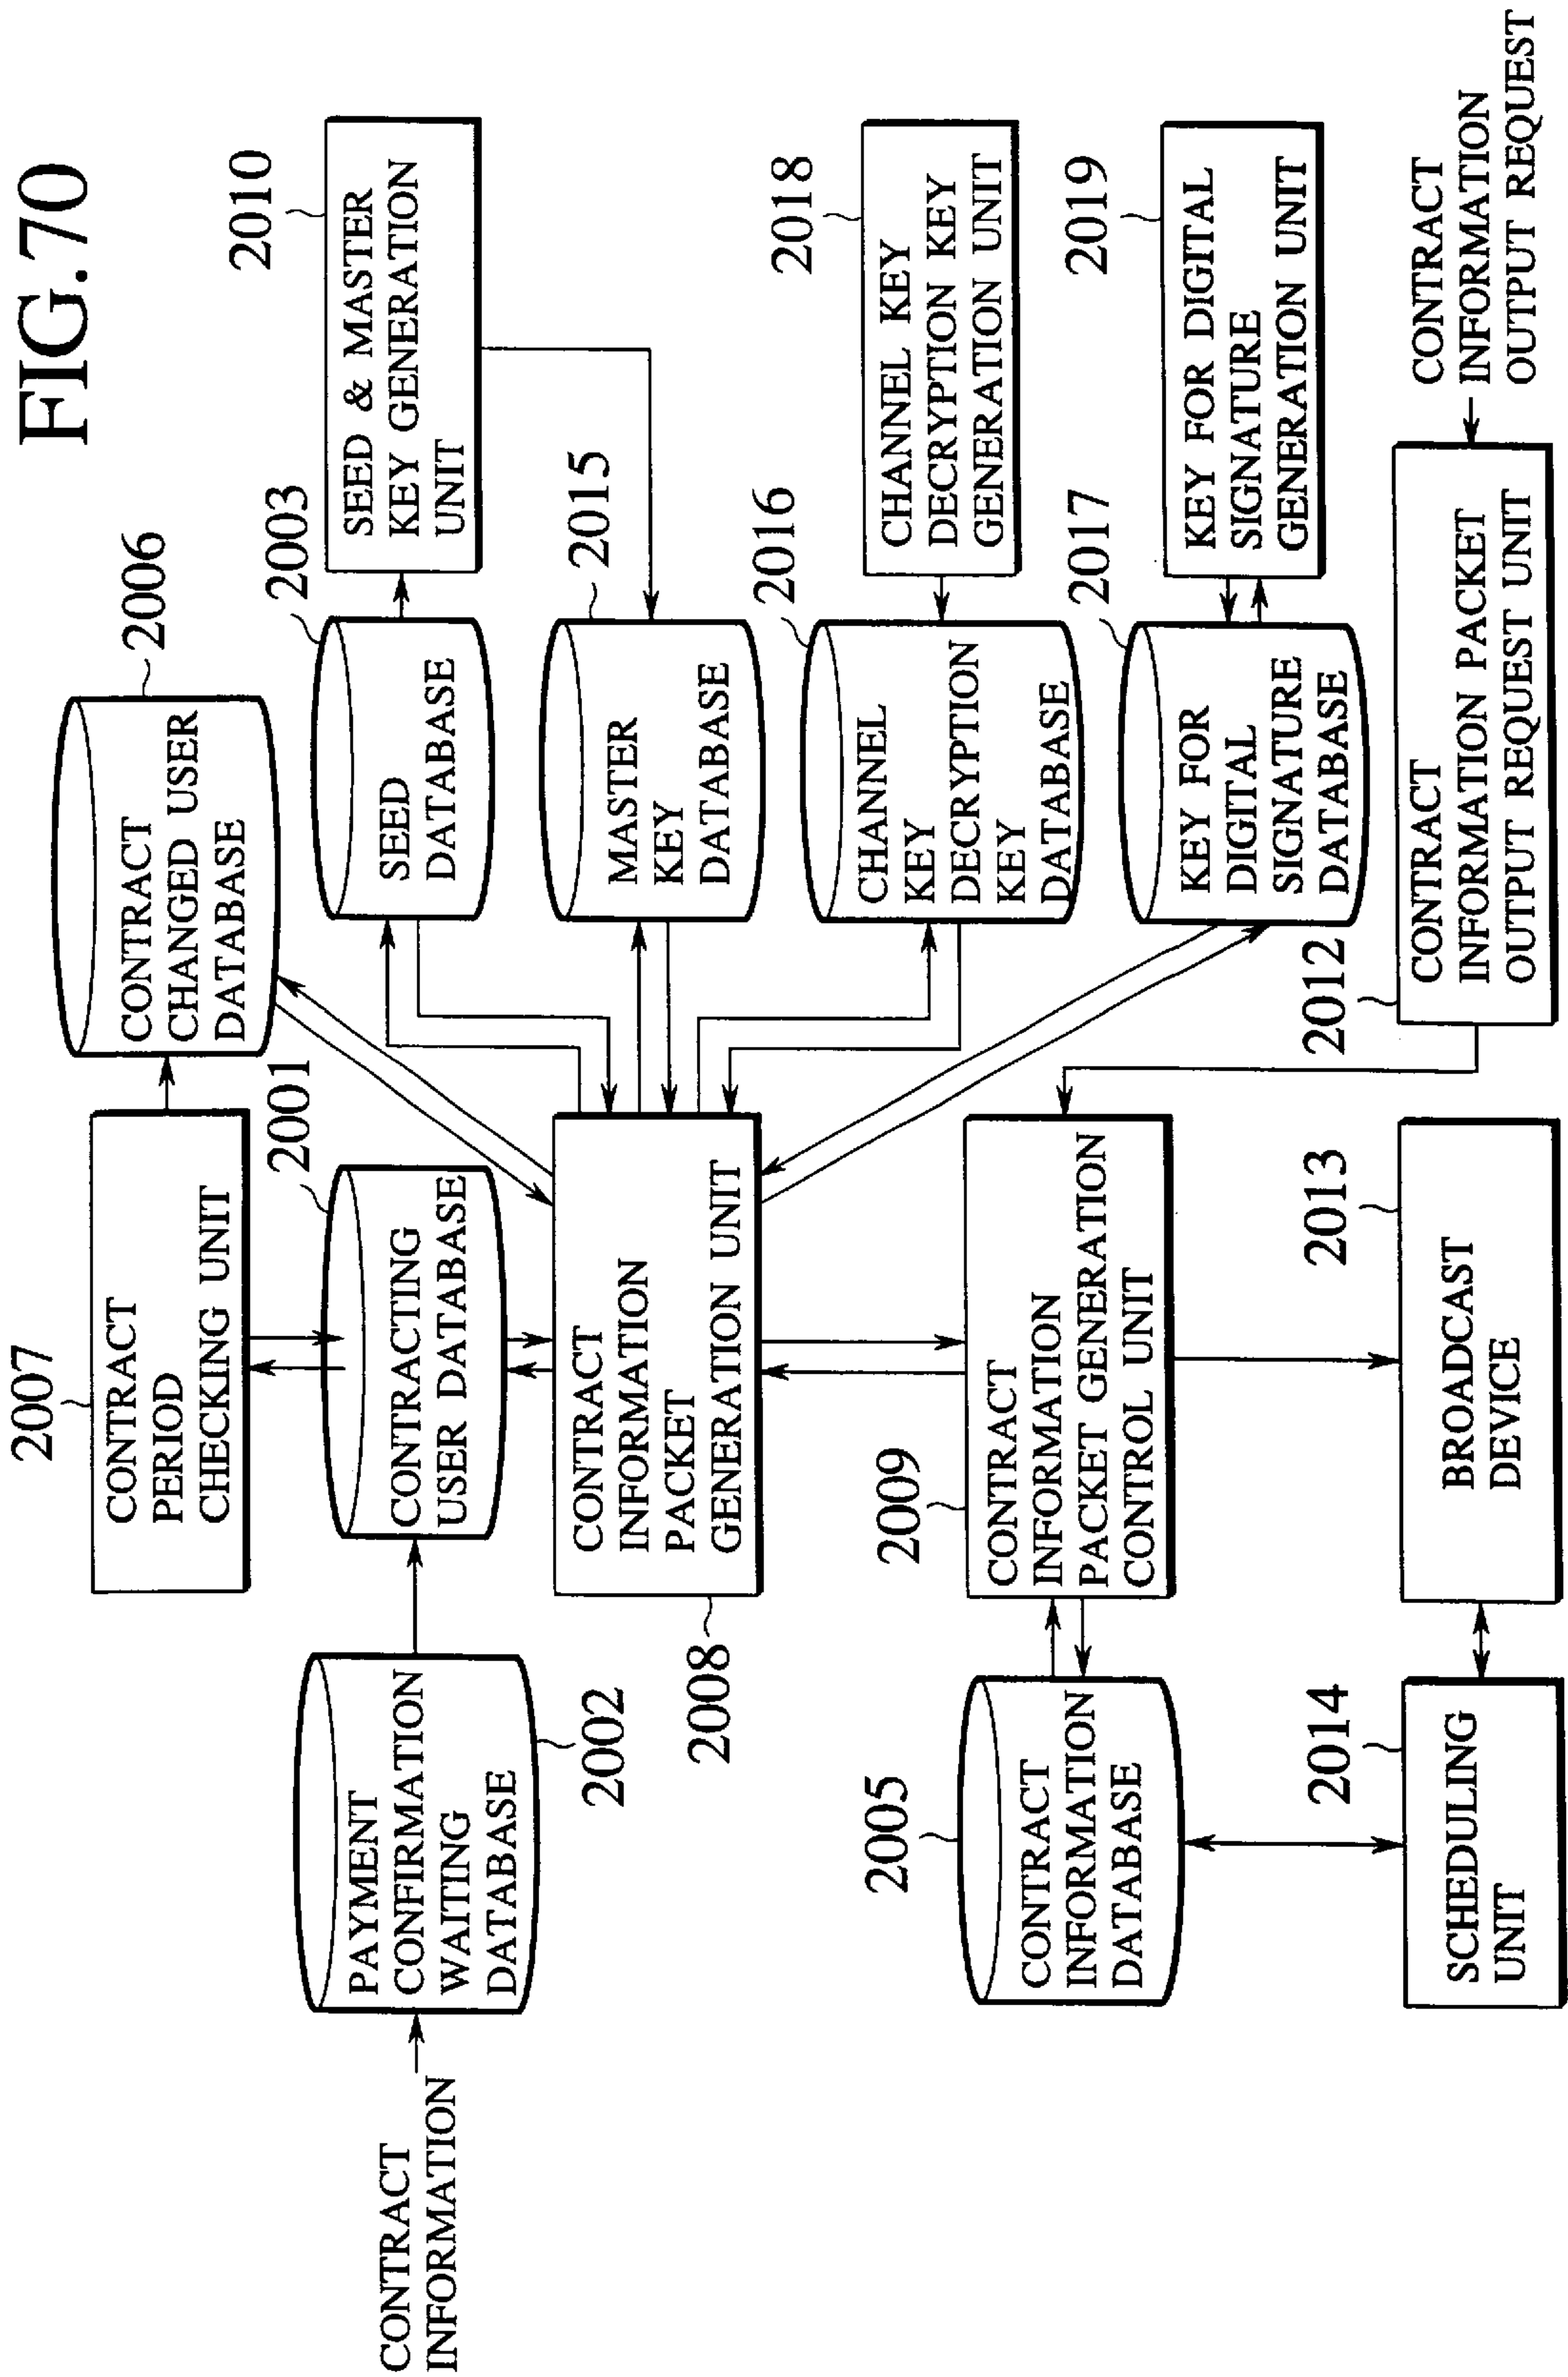 FIG.70
2007
CONTRACT
PERIOD
CHECKING UNIT
2006
CONTRACT
CHANGED USER
DATABASE
CONTRACT
INFORMATION
PAYMENT
CONFIRMATION
WAITING
DATABASE
2002
2001
CONTRACTING
USER DATABASE
2003
SEED
DATABASE
2010
SEED & MASTER
KEY GENERATION
UNIT
2008
CONTRACT
INFORMATION
PACKET
GENERATION UNIT
2015
MASTER
KEY
DATABASE
2016
CHANNEL
KEY
DECRYPTION
KEY
DATABASE
2018
CHANNEL KEY
DECRYPTION KEY
GENERATION UNIT
2005
CONTRACT
INFORMATION
DATABASE
2009
CONTRACT
INFORMATION
PACKET GENERATION
CONTROL UNIT
2017
KEY FOR
DIGITAL
SIGNATURE
DATABASE
2019
KEY FOR DIGITAL
SIGNATURE
GENERATION UNIT
2014
SCHEDULING
UNIT
2013
BROADCAST
DEVICE
2012
CONTRACT
INFORMATION PACKET
OUTPUT REQUEST UNIT
CONTRACT
INFORMATION
OUTPUT REQUEST